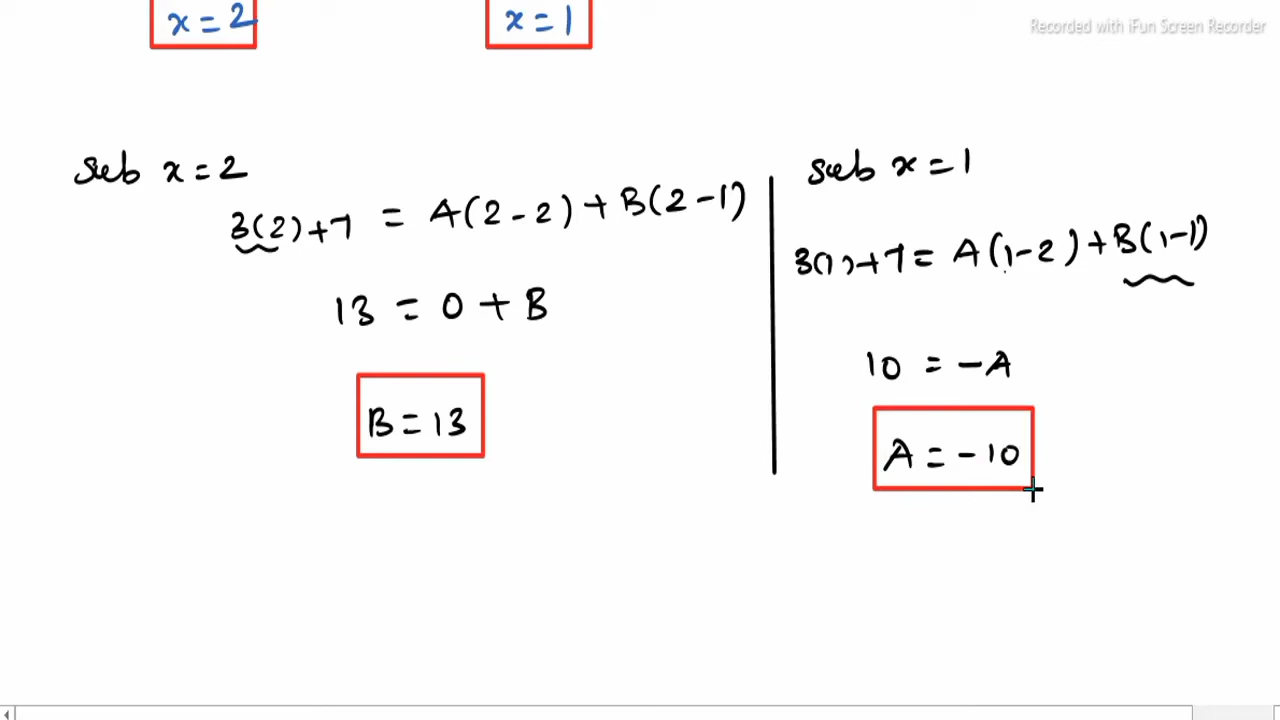 x = 2
x = 1
Recorded with iFun Screen Recorder
sub x = 2
3(2) + 7 = A(2 - 2) + B(2 - 1)
13 = 0 + B
B = 13
sub x = 1
3(1) + 7 = A(1 - 2) + B(1 - 1)
10 = -A
A = -10